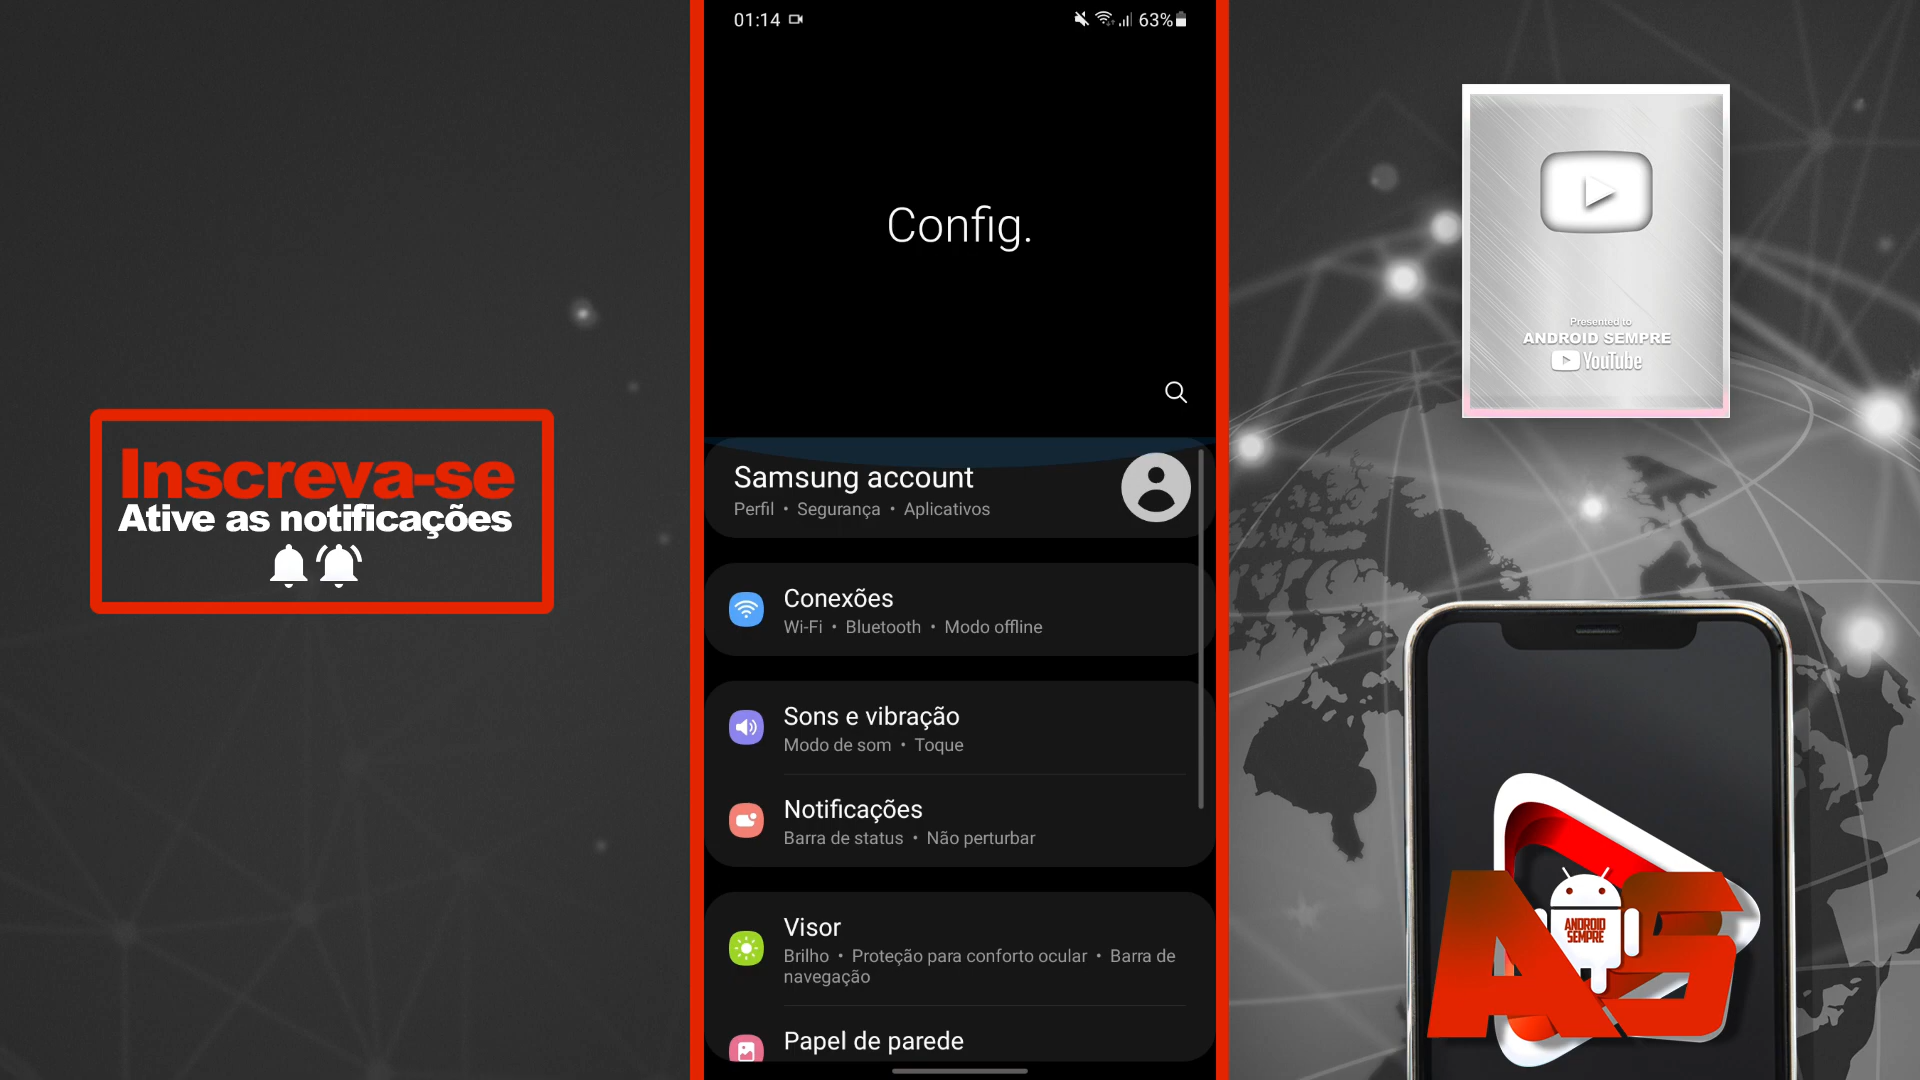 Inscreva-se
Ative as notificações
01:14
63%
Config.
Samsung account
Perfil • Segurança • Aplicativos
Conexões
Wi-Fi • Bluetooth • Modo offline
Sons e vibração
Modo de som • Toque
Notificações
Barra de status • Não perturbar
Visor
Brilho • Proteção para conforto ocular • Barra de
navegação
Papel de parede
Presented to
ANDROID SEMPRE
YouTube
AS
ANDROID
SEMPRE